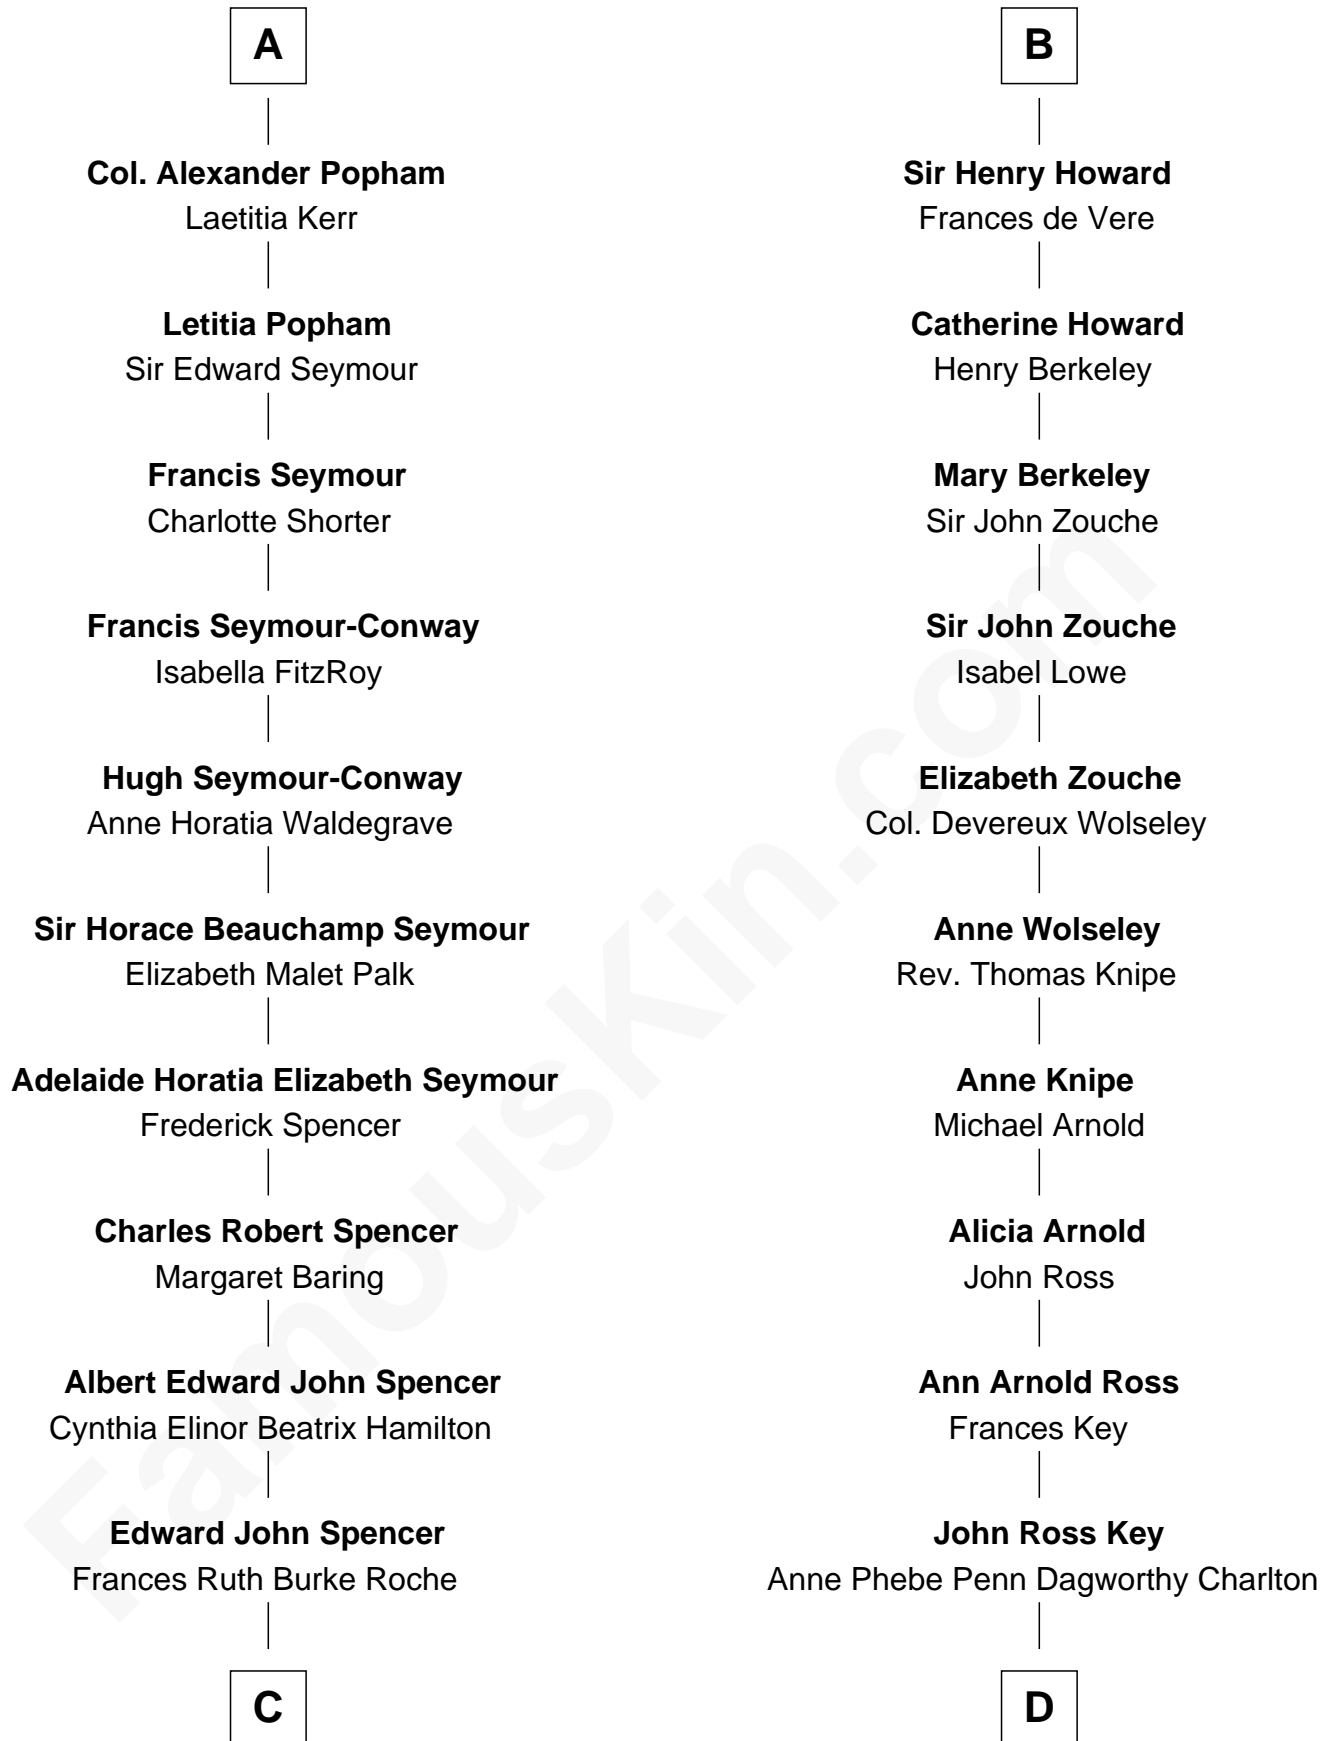 A
Col. Alexander Popham
Laetitia Kerr
Letitia Popham
Sir Edward Seymour
Francis Seymour
Charlotte Shorter
Francis Seymour-Conway
Isabella FitzRoy
Hugh Seymour-Conway
Anne Horatia Waldegrave
Sir Horace Beauchamp Seymour
Elizabeth Malet Palk
Adelaide Horatia Elizabeth Seymour
Frederick Spencer
Charles Robert Spencer
Margaret Baring
Albert Edward John Spencer
Cynthia Elinor Beatrix Hamilton
Edward John Spencer
Frances Ruth Burke Roche
C
B
Sir Henry Howard
Frances de Vere
Catherine Howard
Henry Berkeley
Mary Berkeley
Sir John Zouche
Sir John Zouche
Isabel Lowe
Elizabeth Zouche
Col. Devereux Wolseley
Anne Wolseley
Rev. Thomas Knipe
Anne Knipe
Michael Arnold
Alicia Arnold
John Ross
Ann Arnold Ross
Frances Key
John Ross Key
Anne Phebe Penn Dagworthy Charlton
D
FamousKin.com